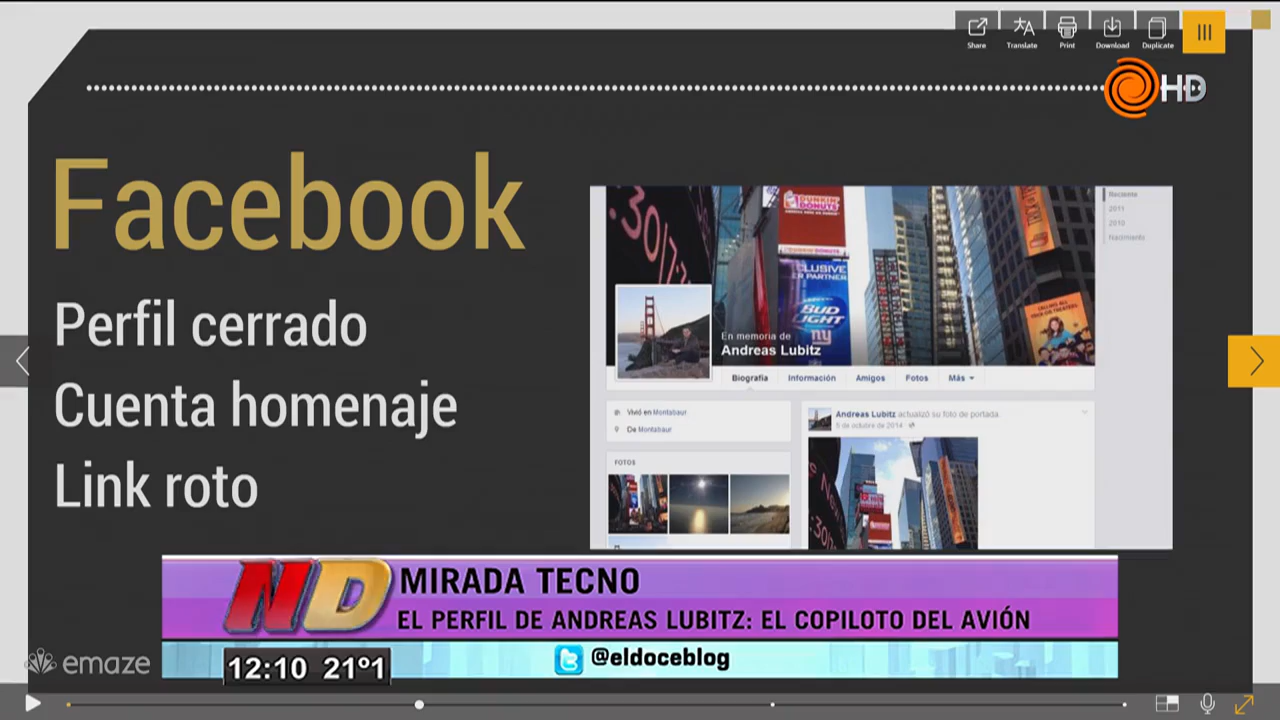 Share
Translate
Print
Download
Duplicate
HD
Facebook
Perfil cerrado
Cuenta homenaje
Link roto
Reciente
2011
2010
Nacimiento
DUNKIN'
DONUTS
BUD
LIGHT
ny
En memoria de
Andreas Lubitz
Biografía
Información
Amigos
Fotos
Más
Vivió en Montabaur
De Montabaur
Andreas Lubitz actualizó su foto de portada
5 de octubre de 2014
FOTOS
ND
MIRADA TECNO
EL PERFIL DE ANDREAS LUBITZ: EL COPILOTO DEL AVIÓN
12:10 21º1
@eldoceblog
emaze